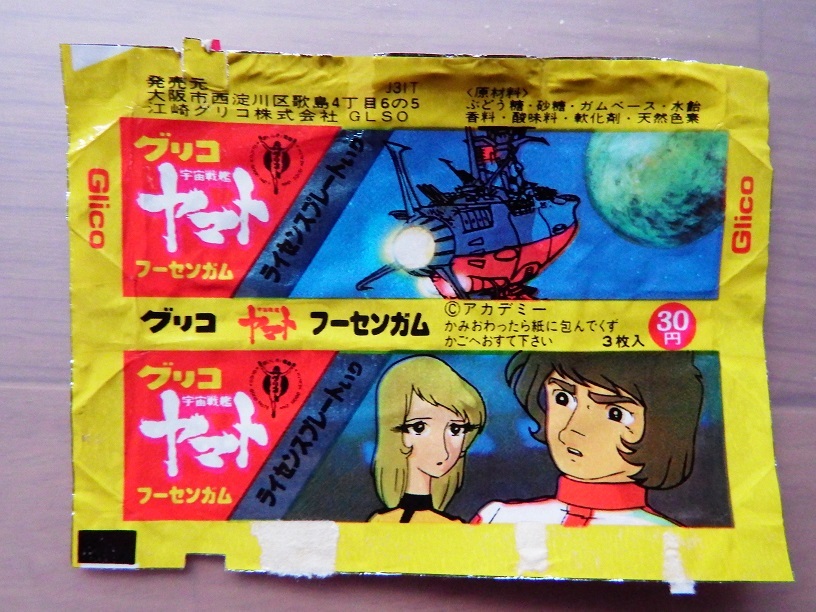 発売元 J31T
大阪市西淀川区歌島4丁目6の5
江崎グリコ株式会社 GLSO
〈原材料〉
ぶどう糖・砂糖・ガムベース・水飴
香料・酸味料・軟化剤・天然色素
Glico
グリコ
宇宙戦艦
ヤマト
フーセンガム
ライセンスプレートいり
Glico
グリコ
宇宙戦艦
ヤマト
フーセンガム
©アカデミー
かみおわったら紙に包んでくず
かごへおすて下さい 3枚入
30
円
グリコ
宇宙戦艦
ヤマト
フーセンガム
ライセンスプレートいり